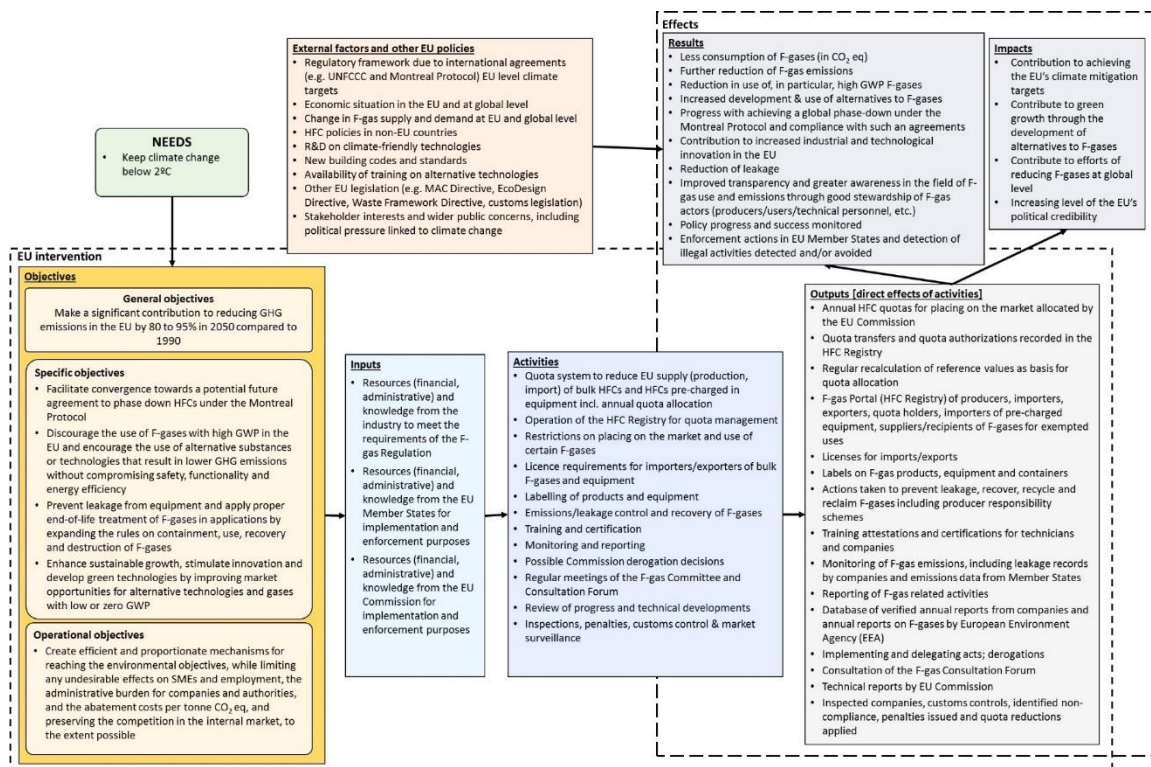 NEEDS
• Keep climate change
below 2ºC
External factors and other EU policies
• Regulatory framework due to international agreements
(e.g. UNFCCC and Montreal Protocol) EU level climate
targets
• Economic situation in the EU and at global level
• Change in F-gas supply and demand at EU and global level
• HFC policies in non-EU countries
• R&D on climate-friendly technologies
• New building codes and standards
• Availability of training on alternative technologies
• Other EU legislation (e.g. MAC Directive, EcoDesign
Directive, Waste Framework Directive, customs legislation)
• Stakeholder interests and wider public concerns, including
political pressure linked to climate change
Effects
Results
• Less consumption of F-gases (in CO₂ eq)
• Further reduction of F-gas emissions
• Reduction in use of, in particular, high GWP F-gases
• Increased development & use of alternatives to F-gases
• Progress with achieving a global phase-down under the
Montreal Protocol and compliance with such an agreements
• Contribution to increased industrial and technological
innovation in the EU
• Reduction of leakage
• Improved transparency and greater awareness in the field of F-
gas use and emissions through good stewardship of F-gas
actors (producers/users/technical personnel, etc.)
• Policy progress and success monitored
• Enforcement actions in EU Member States and detection of
illegal activities detected and/or avoided
Impacts
• Contribution to achieving
the EU's climate mitigation
targets
• Contribute to green
growth through the
development of
alternatives to F-gases
• Contribute to efforts of
reducing F-gases at global
level
• Increasing level of the EU's
political credibility
EU intervention
Objectives
General objectives
Make a significant contribution to reducing GHG
emissions in the EU by 80 to 95% in 2050 compared to
1990
Specific objectives
• Facilitate convergence towards a potential future
agreement to phase down HFCs under the Montreal
Protocol
• Discourage the use of F-gases with high GWP in the
EU and encourage the use of alternative substances
or technologies that result in lower GHG emissions
without compromising safety, functionality and
energy efficiency
• Prevent leakage from equipment and apply proper
end-of-life treatment of F-gases in applications by
expanding the rules on containment, use, recovery
and destruction of F-gases
• Enhance sustainable growth, stimulate innovation and
develop green technologies by improving market
opportunities for alternative technologies and gases
with low or zero GWP
Operational objectives
• Create efficient and proportionate mechanisms for
reaching the environmental objectives, while limiting
any undesirable effects on SMEs and employment, the
administrative burden for companies and authorities,
and the abatement costs per tonne CO₂ eq, and
preserving the competition in the internal market, to
the extent possible
Inputs
• Resources (financial,
administrative) and
knowledge from the
industry to meet the
requirements of the F-
gas Regulation
• Resources (financial,
administrative) and
knowledge from the EU
Member States for
implementation and
enforcement purposes
• Resources (financial,
administrative) and
knowledge from the EU
Commission for
implementation and
enforcement purposes
Activities
• Quota system to reduce EU supply (production,
import) of bulk HFCs and HFCs pre-charged in
equipment incl. annual quota allocation
• Operation of the HFC Registry for quota management
• Restrictions on placing on the market and use of
certain F-gases
• Licence requirements for importers/exporters of bulk
F-gases and equipment
• Labelling of products and equipment
• Emissions/leakage control and recovery of F-gases
• Training and certification
• Monitoring and reporting
• Possible Commission derogation decisions
• Regular meetings of the F-gas Committee and
Consultation Forum
• Review of progress and technical developments
• Inspections, penalties, customs control & market
surveillance
Outputs [direct effects of activities]
• Annual HFC quotas for placing on the market allocated by
the EU Commission
• Quota transfers and quota authorizations recorded in the
HFC Registry
• Regular recalculation of reference values as basis for
quota allocation
• F-gas Portal (HFC Registry) of producers, importers,
exporters, quota holders, importers of pre-charged
equipment, suppliers/recipients of F-gases for exempted
uses
• Licenses for imports/exports
• Labels on F-gas products, equipment and containers
• Actions taken to prevent leakage, recover, recycle and
reclaim F-gases including producer responsibility
schemes
• Training attestations and certifications for technicians
and companies
• Monitoring of F-gas emissions, including leakage records
by companies and emissions data from Member States
• Reporting of F-gas related activities
• Database of verified annual reports from companies and
annual reports on F-gases by European Environment
Agency (EEA)
• Implementing and delegating acts; derogations
• Consultation of the F-gas Consultation Forum
• Technical reports by EU Commission
• Inspected companies, customs controls, identified non-
compliance, penalties issued and quota reductions
applied